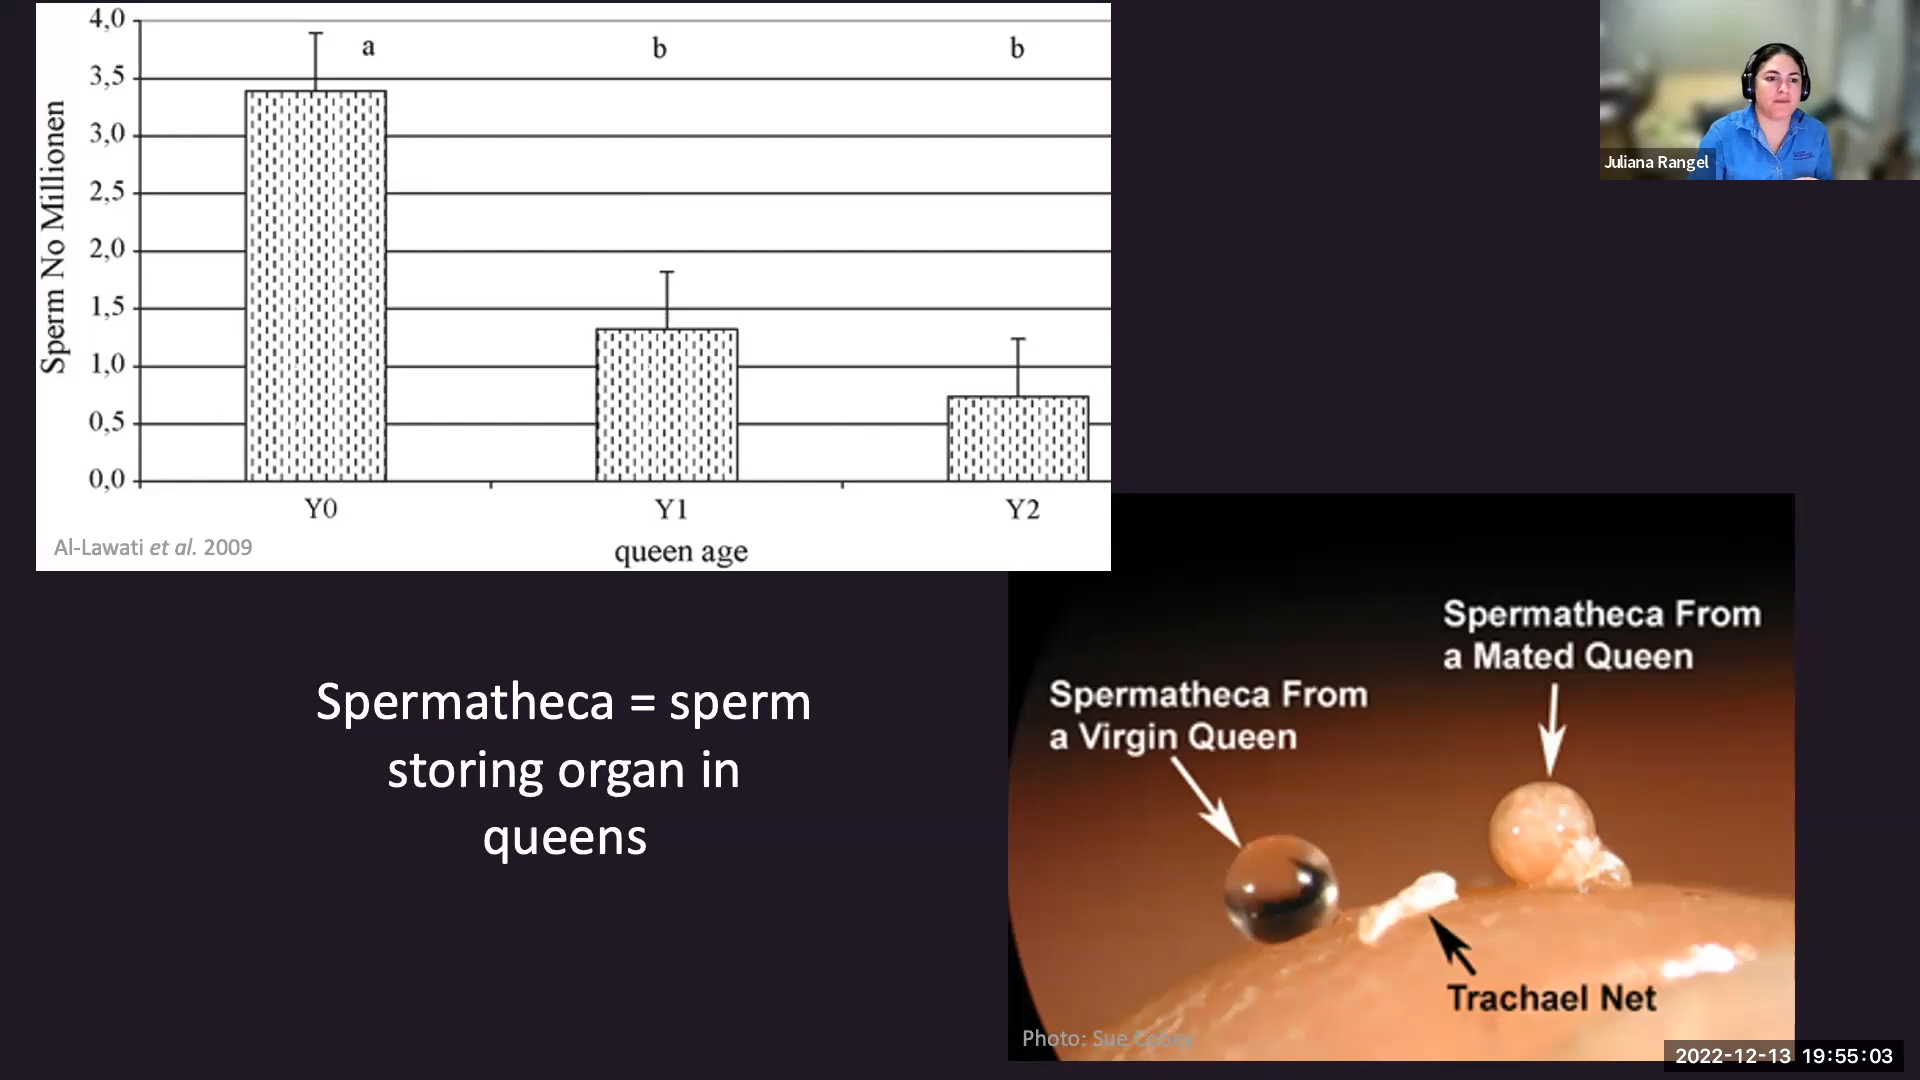 4,0
3,5
3,0
2,5
2,0
1,5
1,0
0,5
0,0
Sperm No Millionen
a
b
b
Y0
Y1
Y2
queen age
Al-Lawati et al. 2009
Juliana Rangel
Spermatheca = sperm
storing organ in
queens
Spermatheca From
a Mated Queen
Spermatheca From
a Virgin Queen
Trachael Net
Photo: Sue Cobey
2022-12-13 19:55:03